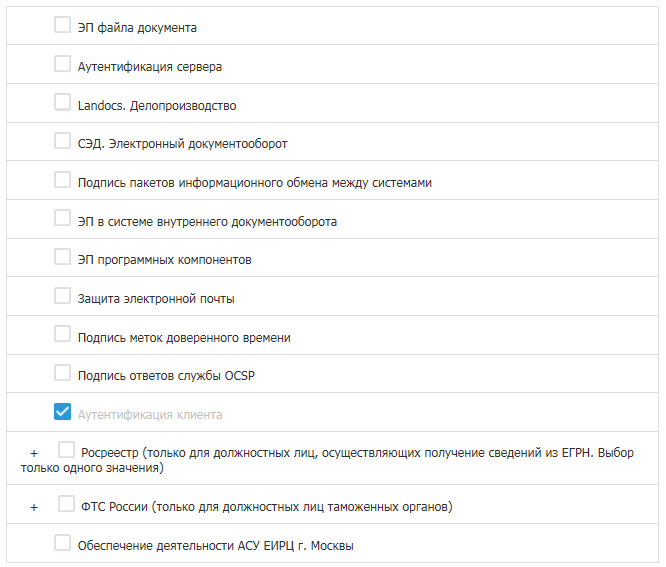 ЭП файла документа
Аутентификация сервера
Landocs. Делопроизводство
СЭД. Электронный документооборот
Подпись пакетов информационного обмена между системами
ЭП в системе внутреннего документооборота
ЭП программных компонентов
Защита электронной почты
Подпись меток доверенного времени
Подпись ответов службы OCSP
Аутентификация клиента
+ Росреестр (только для должностных лиц, осуществляющих получение сведений из ЕГРН. Выбор
только одного значения)
+ ФТС России (только для должностных лиц таможенных органов)
Обеспечение деятельности АСУ ЕИРЦ г. Москвы